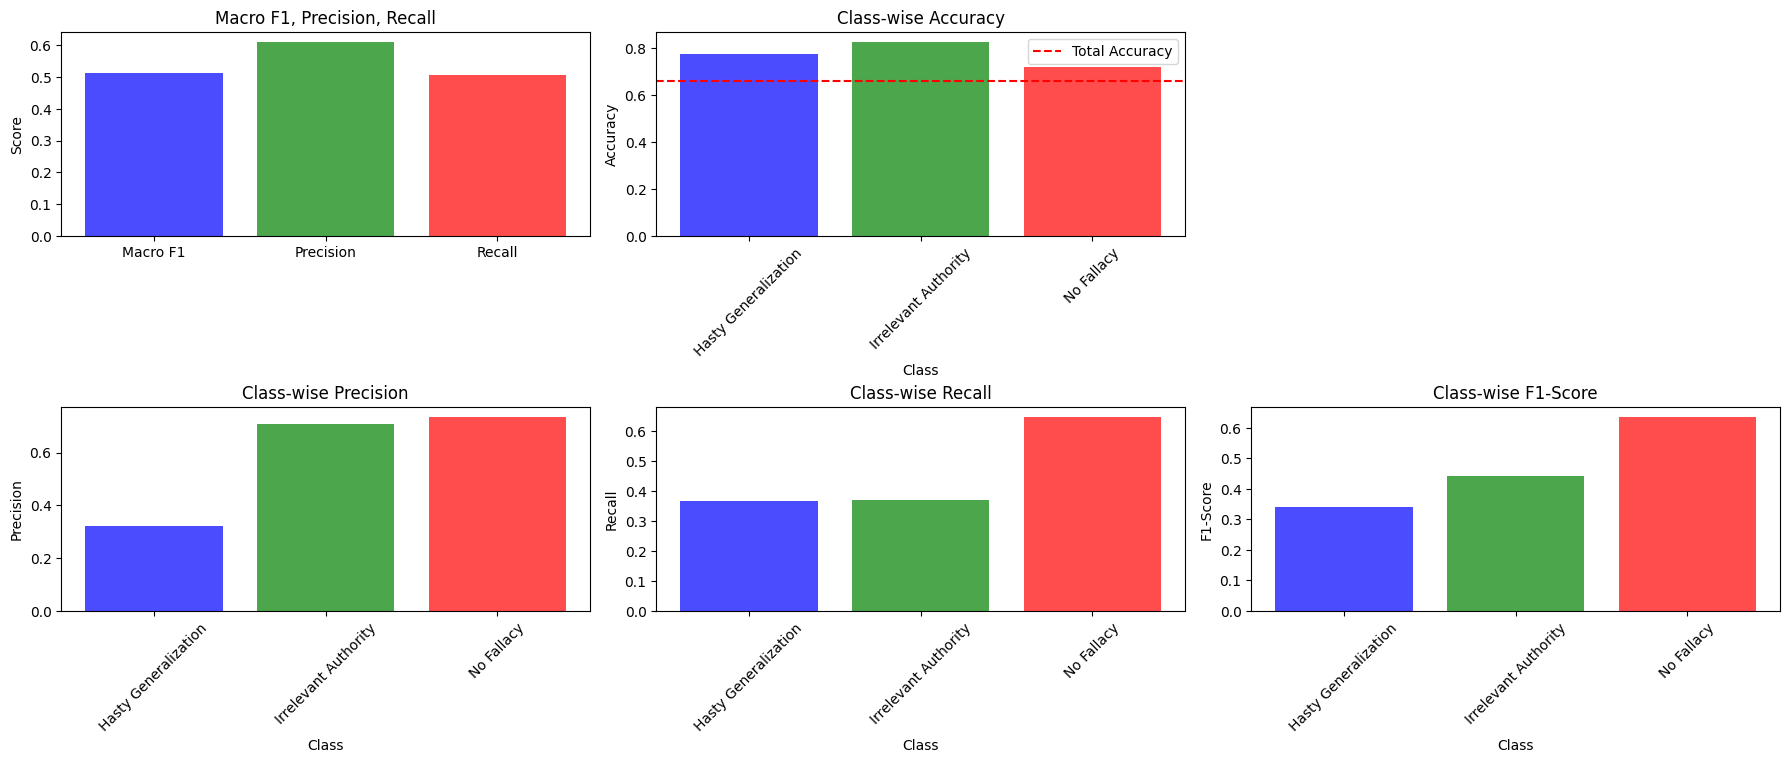 Macro F1, Precision, Recall
Score
0.6
0.5
0.4
0.3
0.2
0.1
0.0
Macro F1
Precision
Recall
Class-wise Accuracy
Accuracy
0.8
0.6
0.4
0.2
0.0
Total Accuracy
Hasty Generalization
Irrelevant Authority
No Fallacy
Class
Class-wise Precision
Precision
0.6
0.4
0.2
0.0
Hasty Generalization
Irrelevant Authority
No Fallacy
Class
Class-wise Recall
Recall
0.6
0.5
0.4
0.3
0.2
0.1
0.0
Hasty Generalization
Irrelevant Authority
No Fallacy
Class
Class-wise F1-Score
F1-Score
0.6
0.5
0.4
0.3
0.2
0.1
0.0
Hasty Generalization
Irrelevant Authority
No Fallacy
Class